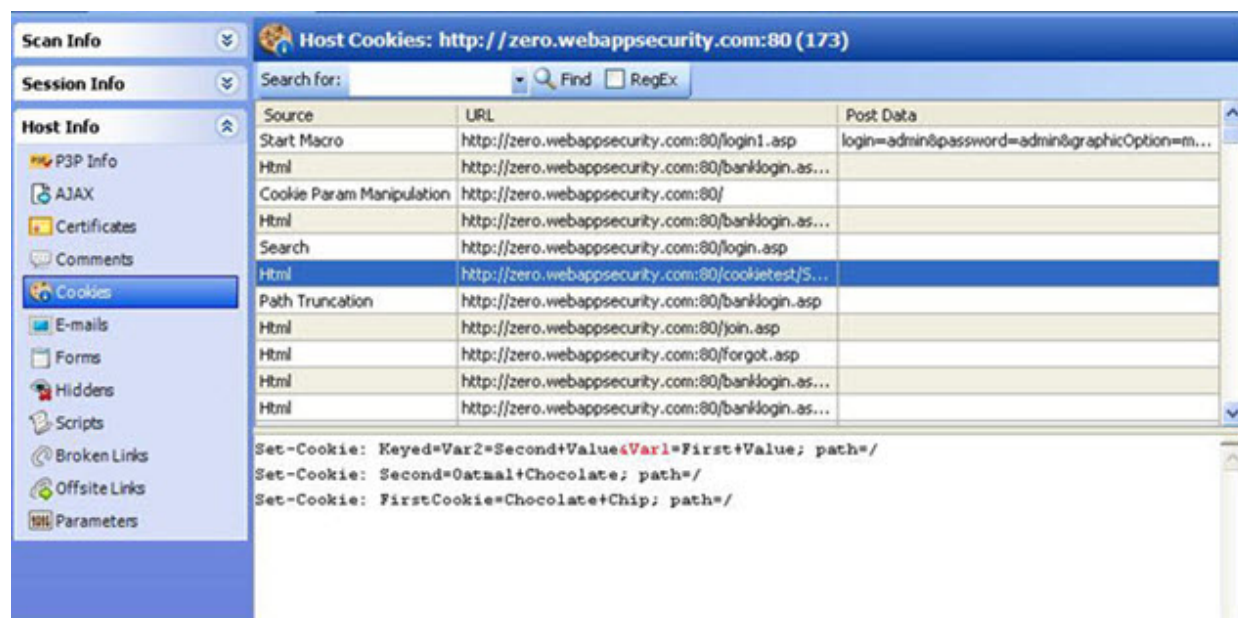 Scan Info
Session Info
Host Info
P3P Info
AJAX
Certificates
Comments
Cookies
E-mails
Forms
Hiddens
Scripts
Broken Links
Offsite Links
Parameters
Host Cookies: http://zero.webappsecurity.com:80 (173)
Search for: Find RegEx
Source URL Post Data
Start Macro http://zero.webappsecurity.com:80/login1.asp login=admin&password=admin&graphicOption=m...
Html http://zero.webappsecurity.com:80/banklogin.as...
Cookie Param Manipulation http://zero.webappsecurity.com:80/
Html http://zero.webappsecurity.com:80/banklogin.as...
Search http://zero.webappsecurity.com:80/login.asp
Html http://zero.webappsecurity.com:80/cookietest/S...
Path Truncation http://zero.webappsecurity.com:80/banklogin.asp
Html http://zero.webappsecurity.com:80/join.asp
Html http://zero.webappsecurity.com:80/forgot.asp
Html http://zero.webappsecurity.com:80/banklogin.as...
Html http://zero.webappsecurity.com:80/banklogin.as...
Set-Cookie: Keyed=Var2=Second+Value&Var1=First+Value; path=/
Set-Cookie: Second=Oatmal+Chocolate; path=/
Set-Cookie: FirstCookie=Chocolate+Chip; path=/